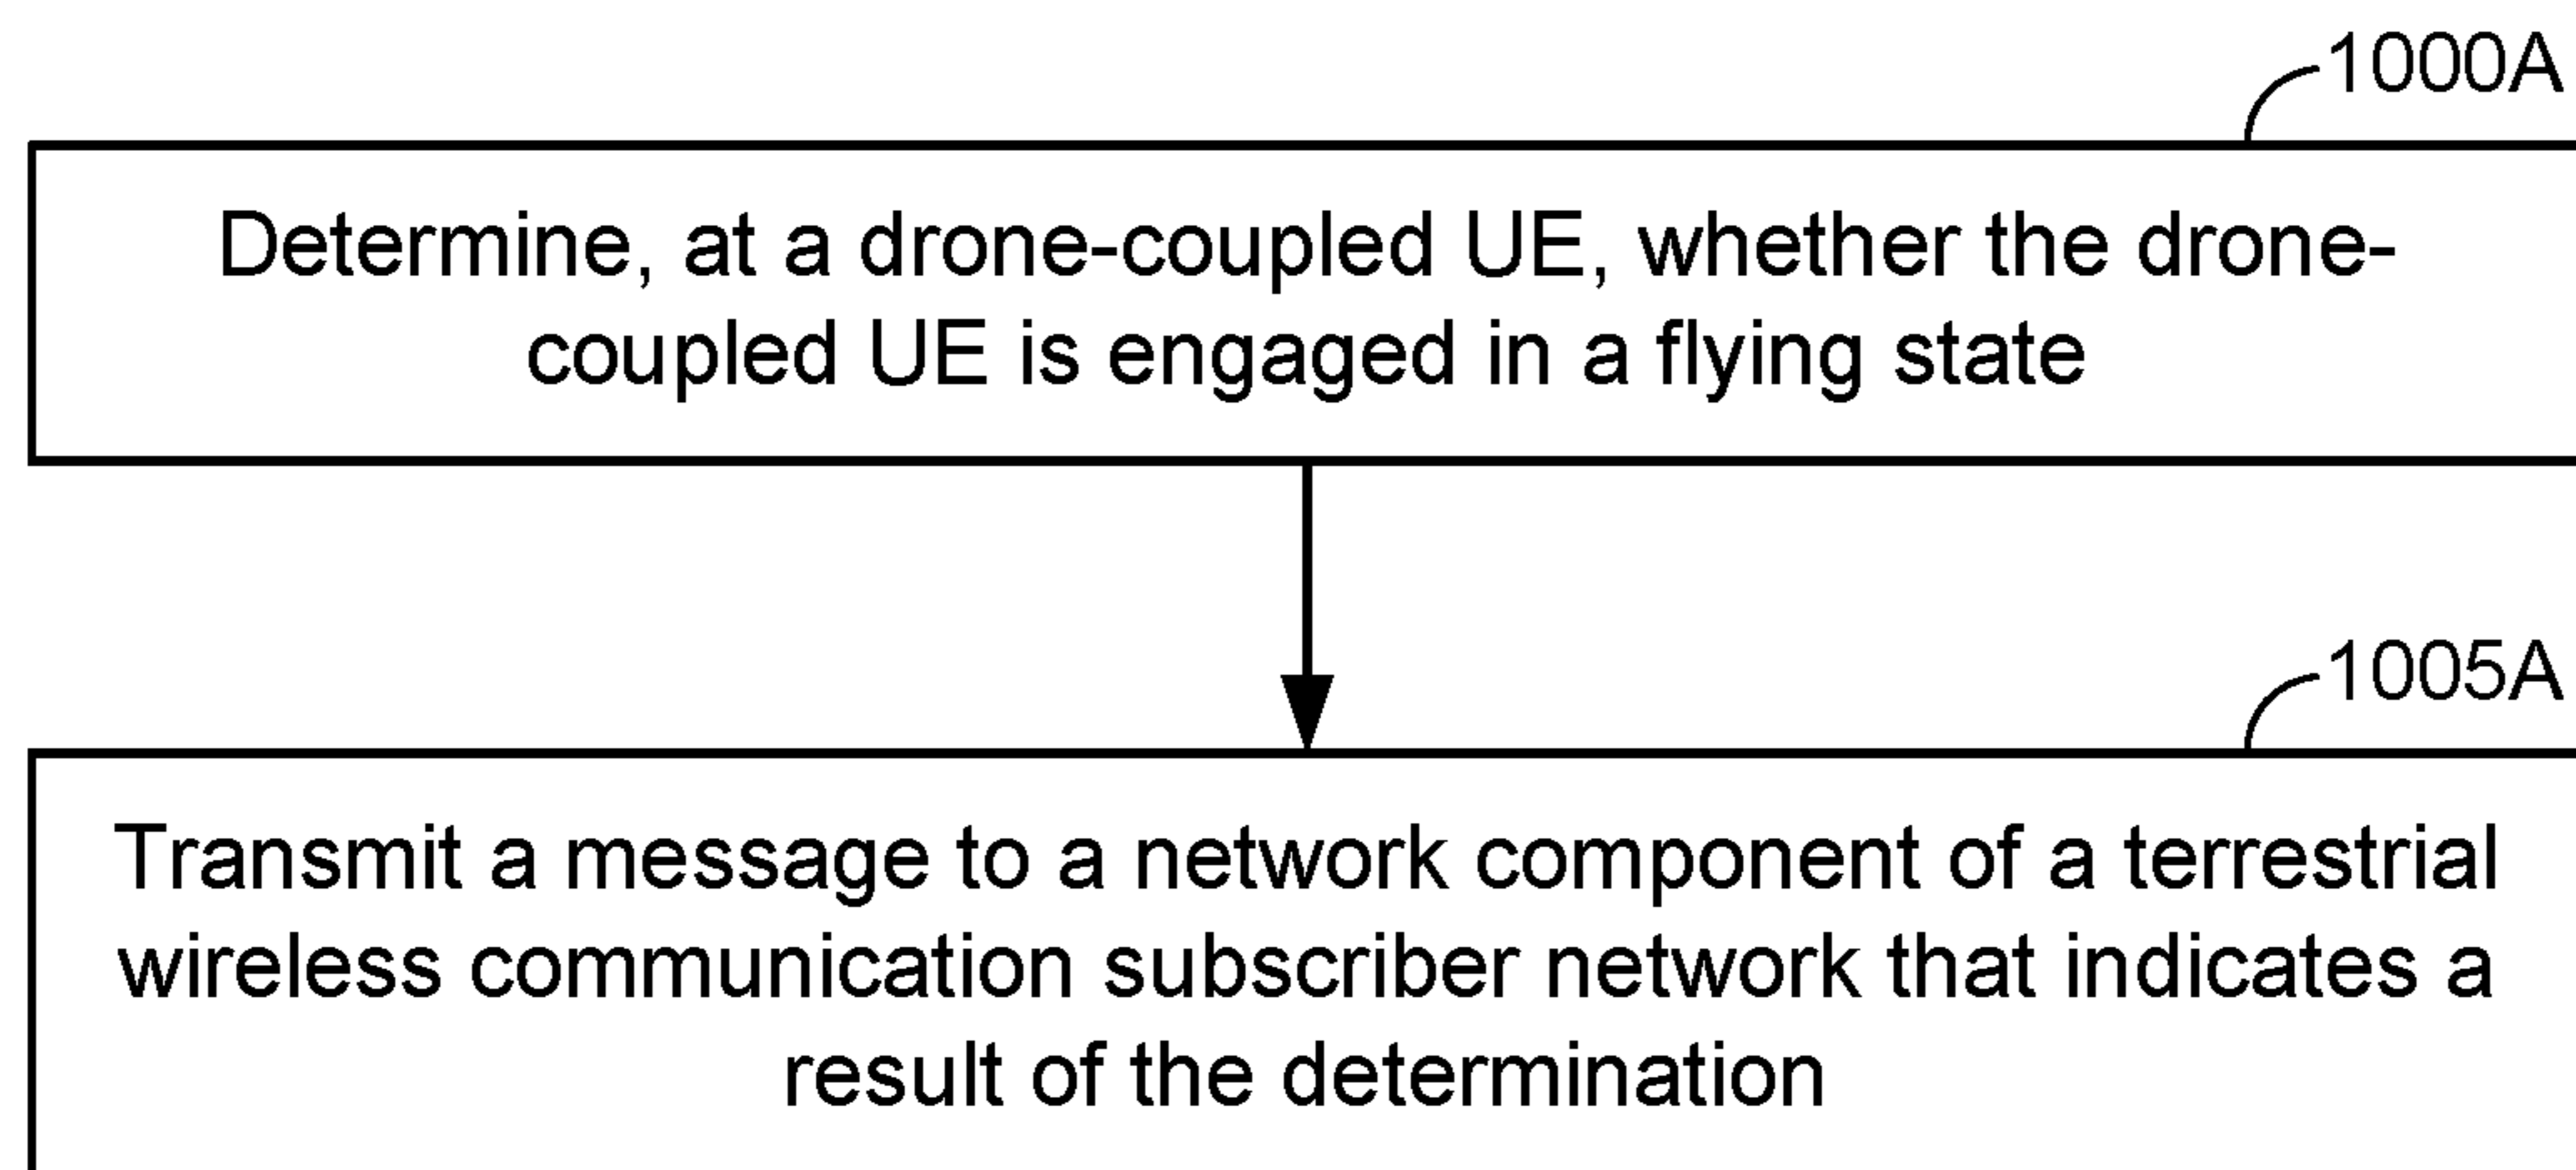 1000A
Determine, at a drone-coupled UE, whether the drone-
coupled UE is engaged in a flying state
1005A
Transmit a message to a network component of a terrestrial
wireless communication subscriber network that indicates a
result of the determination